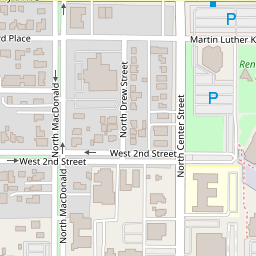 rd Place
Martin Luther K
P
Ren
P
North MacDonald
North Drew Street
North Center Street
West 2nd Street
West 2nd Street
North MacDonald